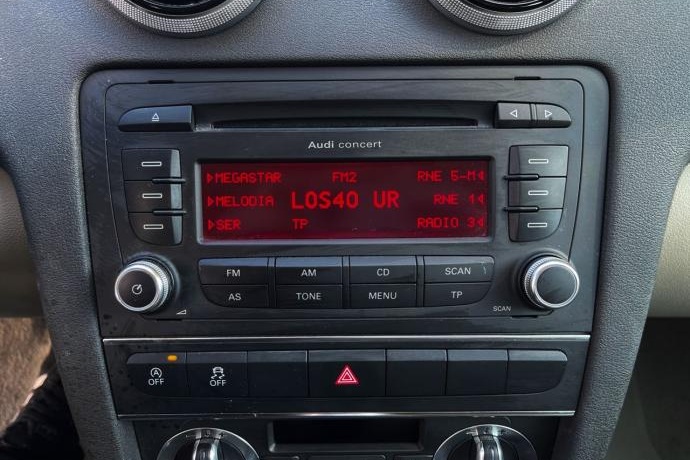 Audi concert
MEGASTAR FM2 RNE 5-M
MELODIA LOS40 UR RNE 1
SER TP RADIO 3
FM AM CD SCAN
AS TONE MENU TP
SCAN
A OFF OFF